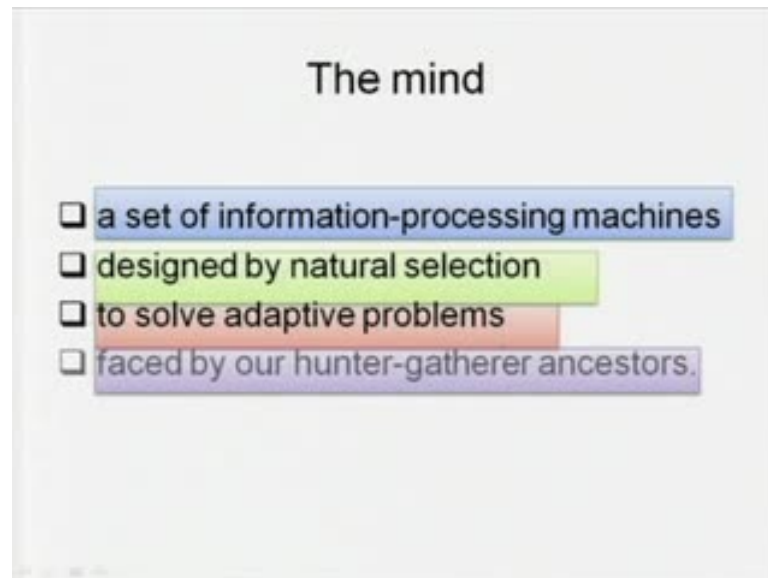 The mind
a set of information-processing machines
designed by natural selection
to solve adaptive problems
faced by our hunter-gatherer ancestors.